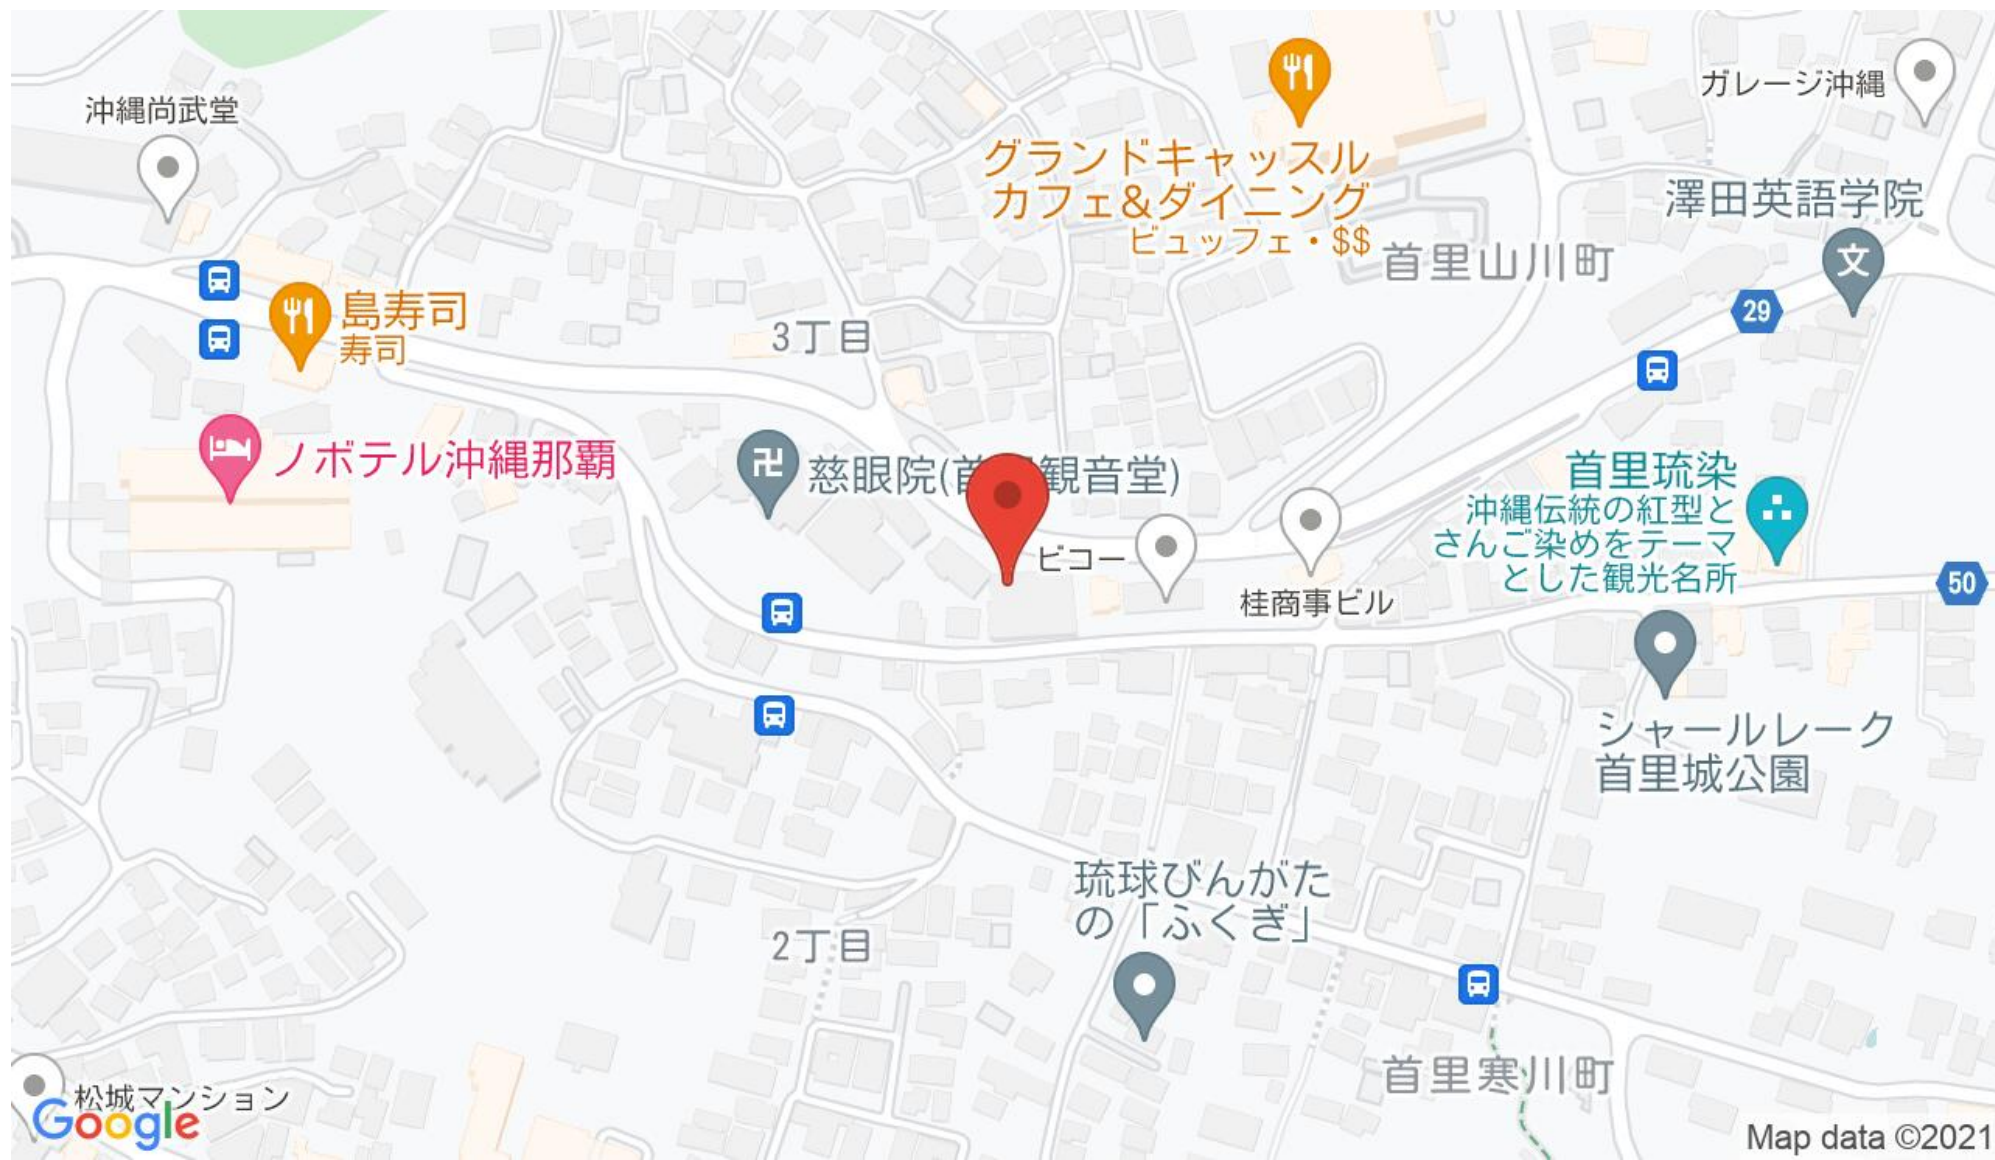 沖縄尚武堂
ガレージ沖縄
グランドキャッスル
カフェ&ダイニング
ビュッフェ・$$
澤田英語学院
文
首里山川町
29
島寿司
寿司
3丁目
ノボテル沖縄那覇
卍
慈眼院(首
観音堂)
首里琉染
沖縄伝統の紅型と
さんご染めをテーマ
とした観光名所
ピコー
桂商事ビル
50
シャールレーク
首里城公園
琉球びんがた
の「ふくぎ」
2丁目
首里寒川町
松城マンション
Google
Map data ©2021